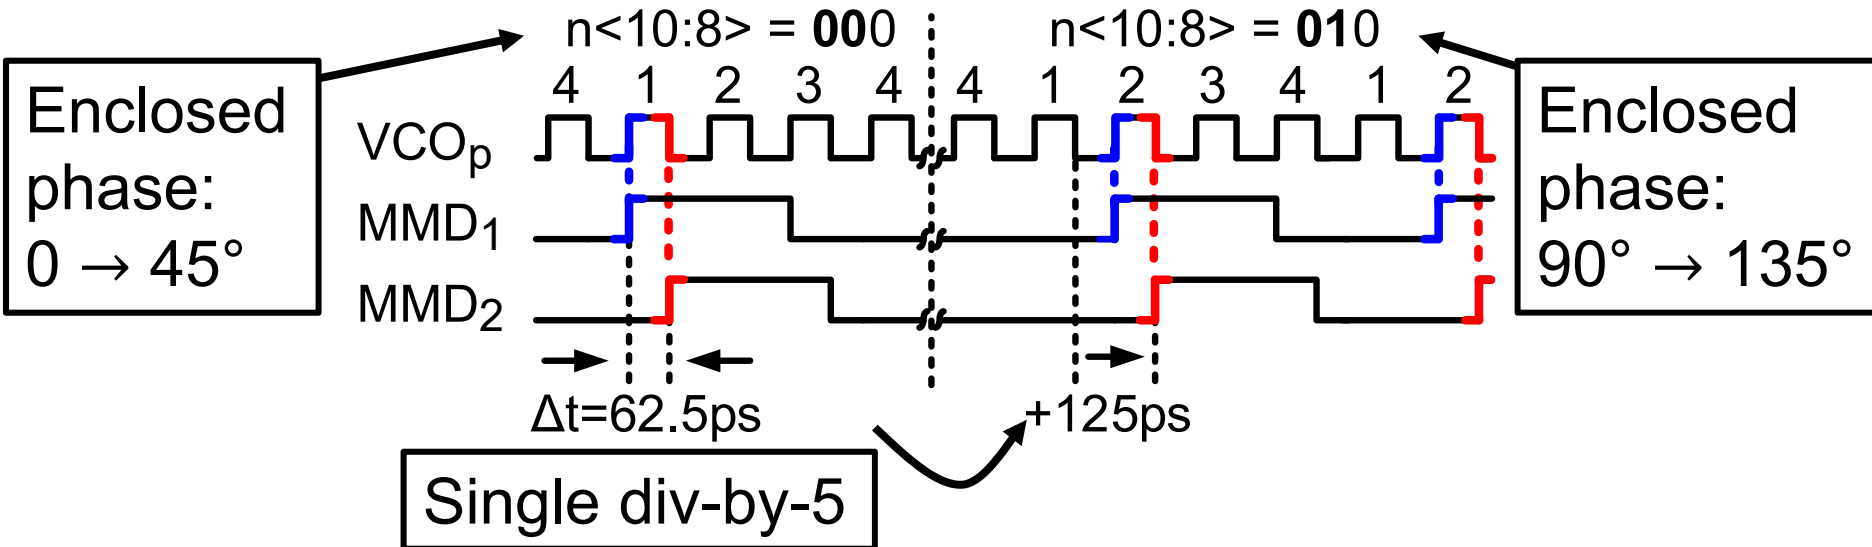 n<10:8> = 000
n<10:8> = 010
Enclosed
phase:
0 → 45°
4 1 2 3 4 4 1 2 3 4 1 2
VCOp
MMD1
MMD2
Enclosed
phase:
90° → 135°
Δt=62.5ps
+125ps
Single div-by-5